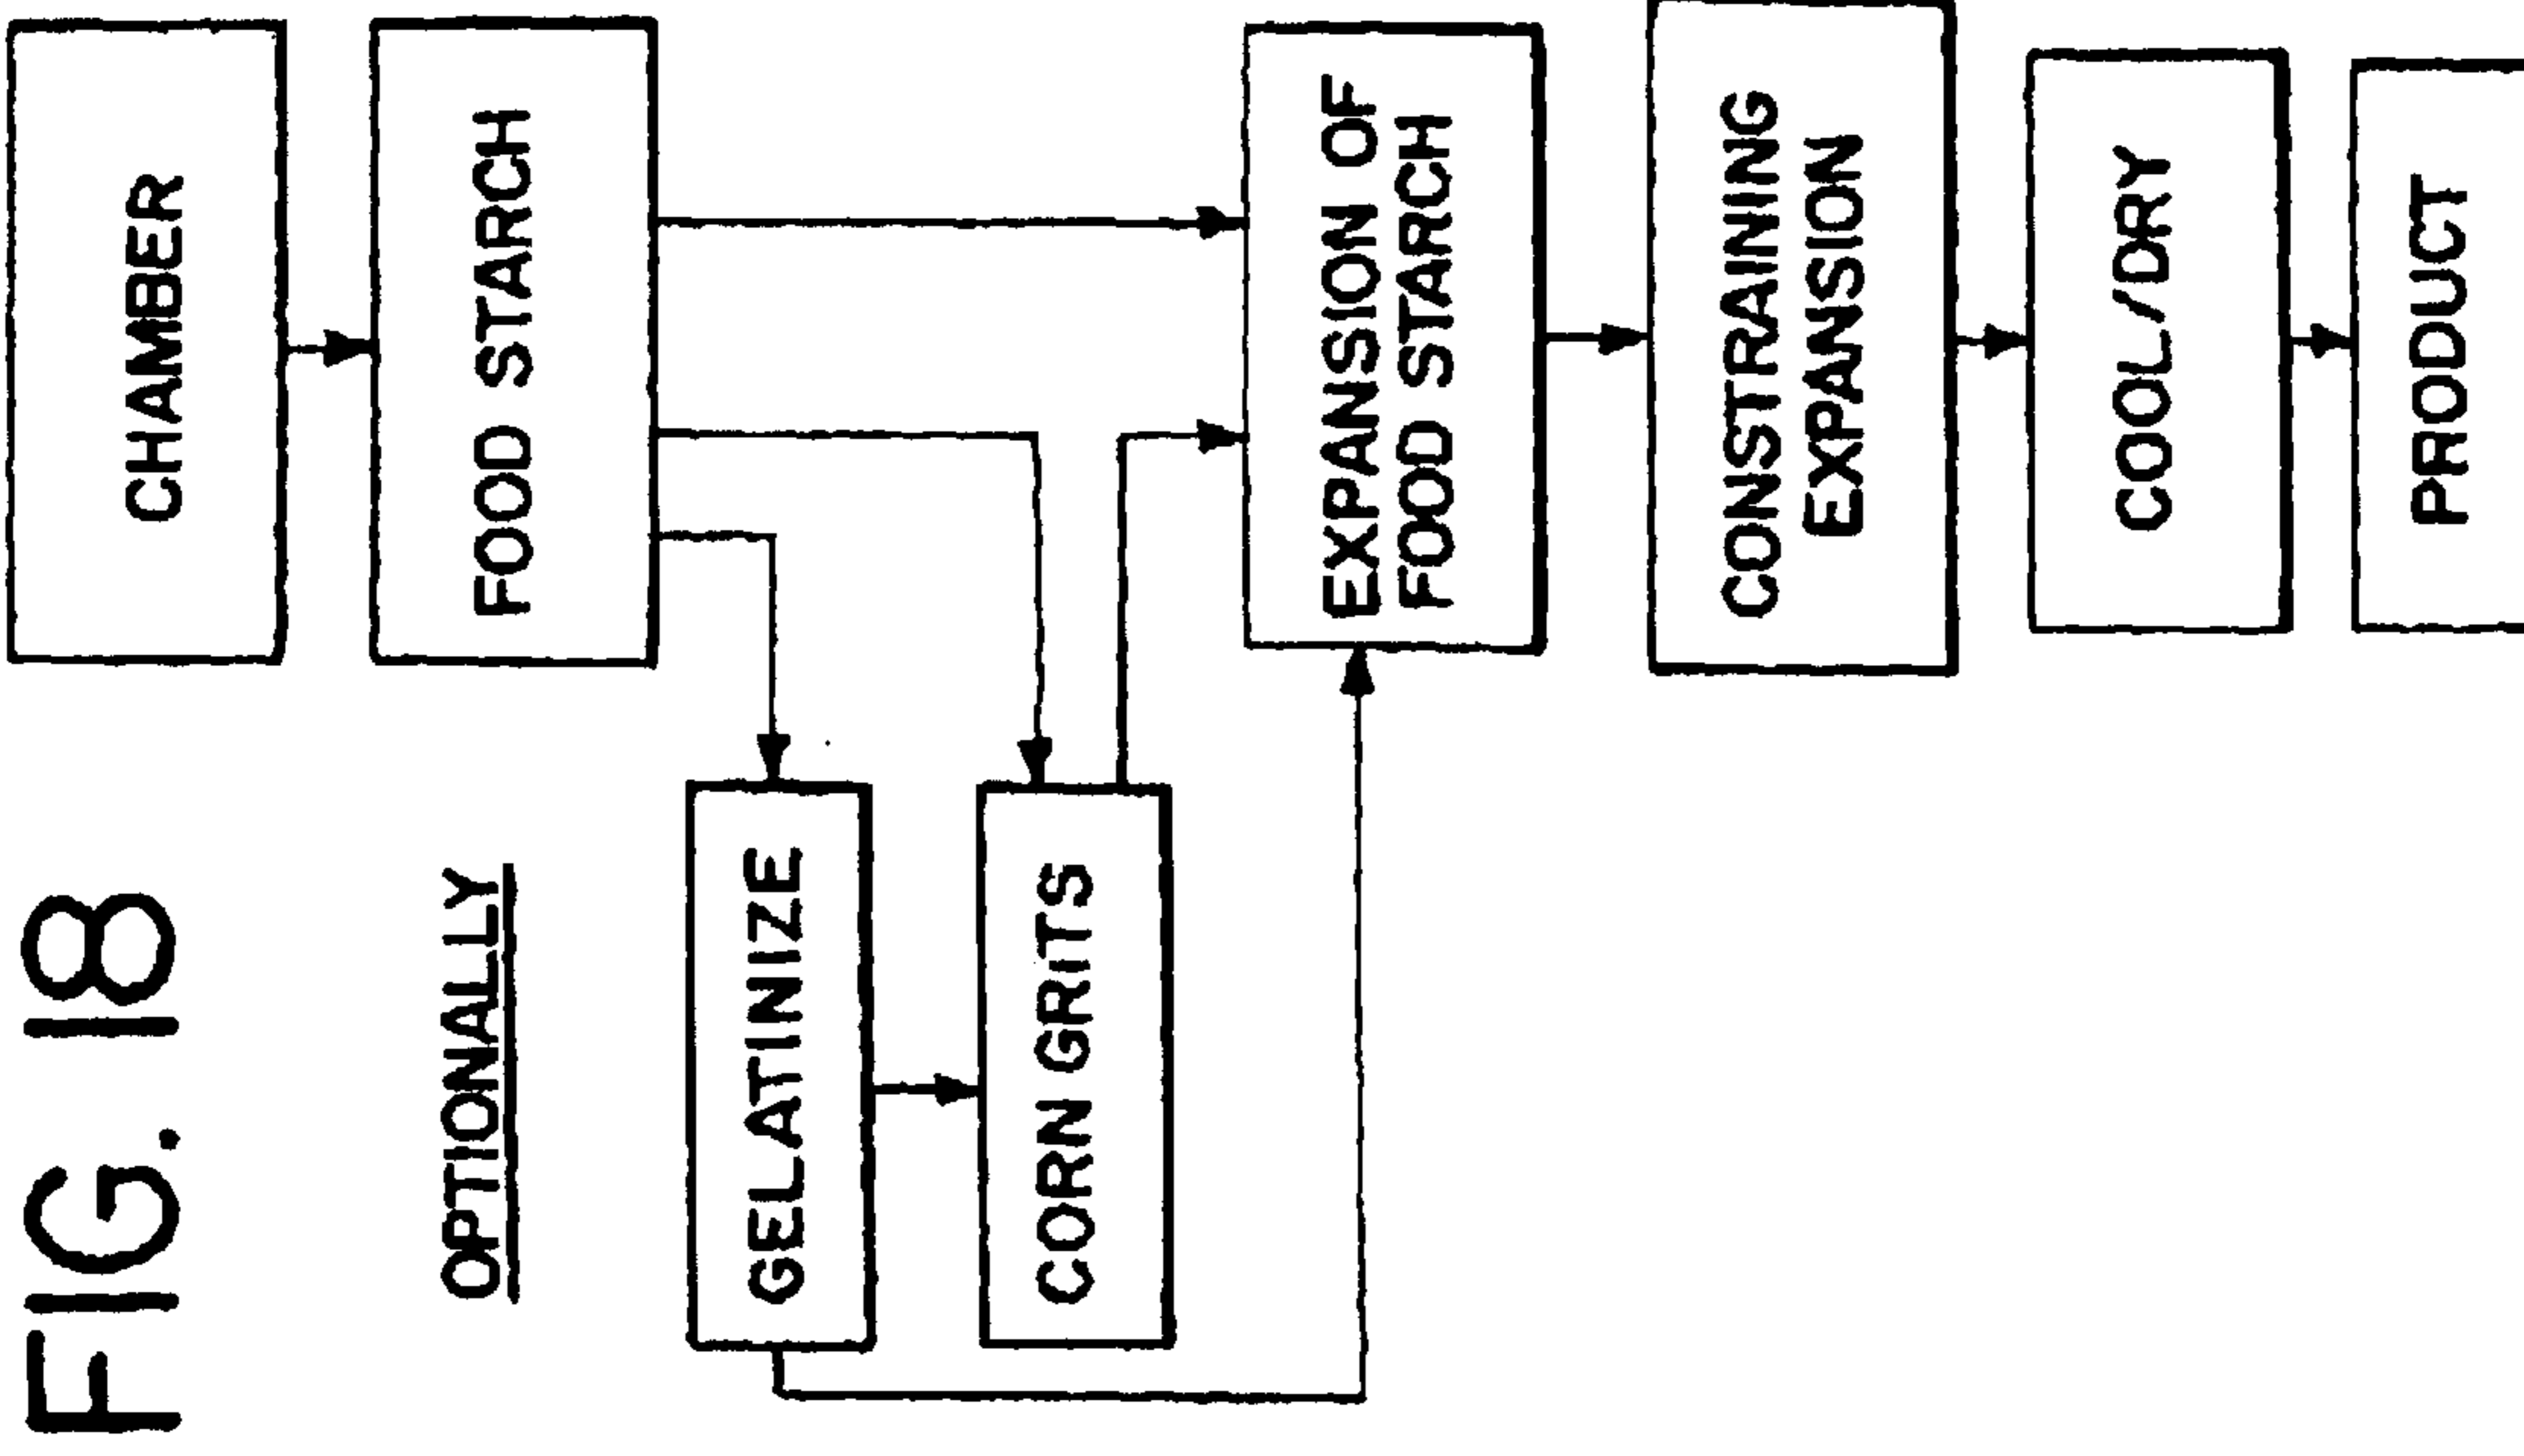 FIG. 18
OPTIONALLY
CHAMBER
FOOD STARCH
GELATINIZE
CORN GRITS
EXPANSION OF
FOOD STARCH
CONSTRAINING
EXPANSION
COOL/DRY
PRODUCT